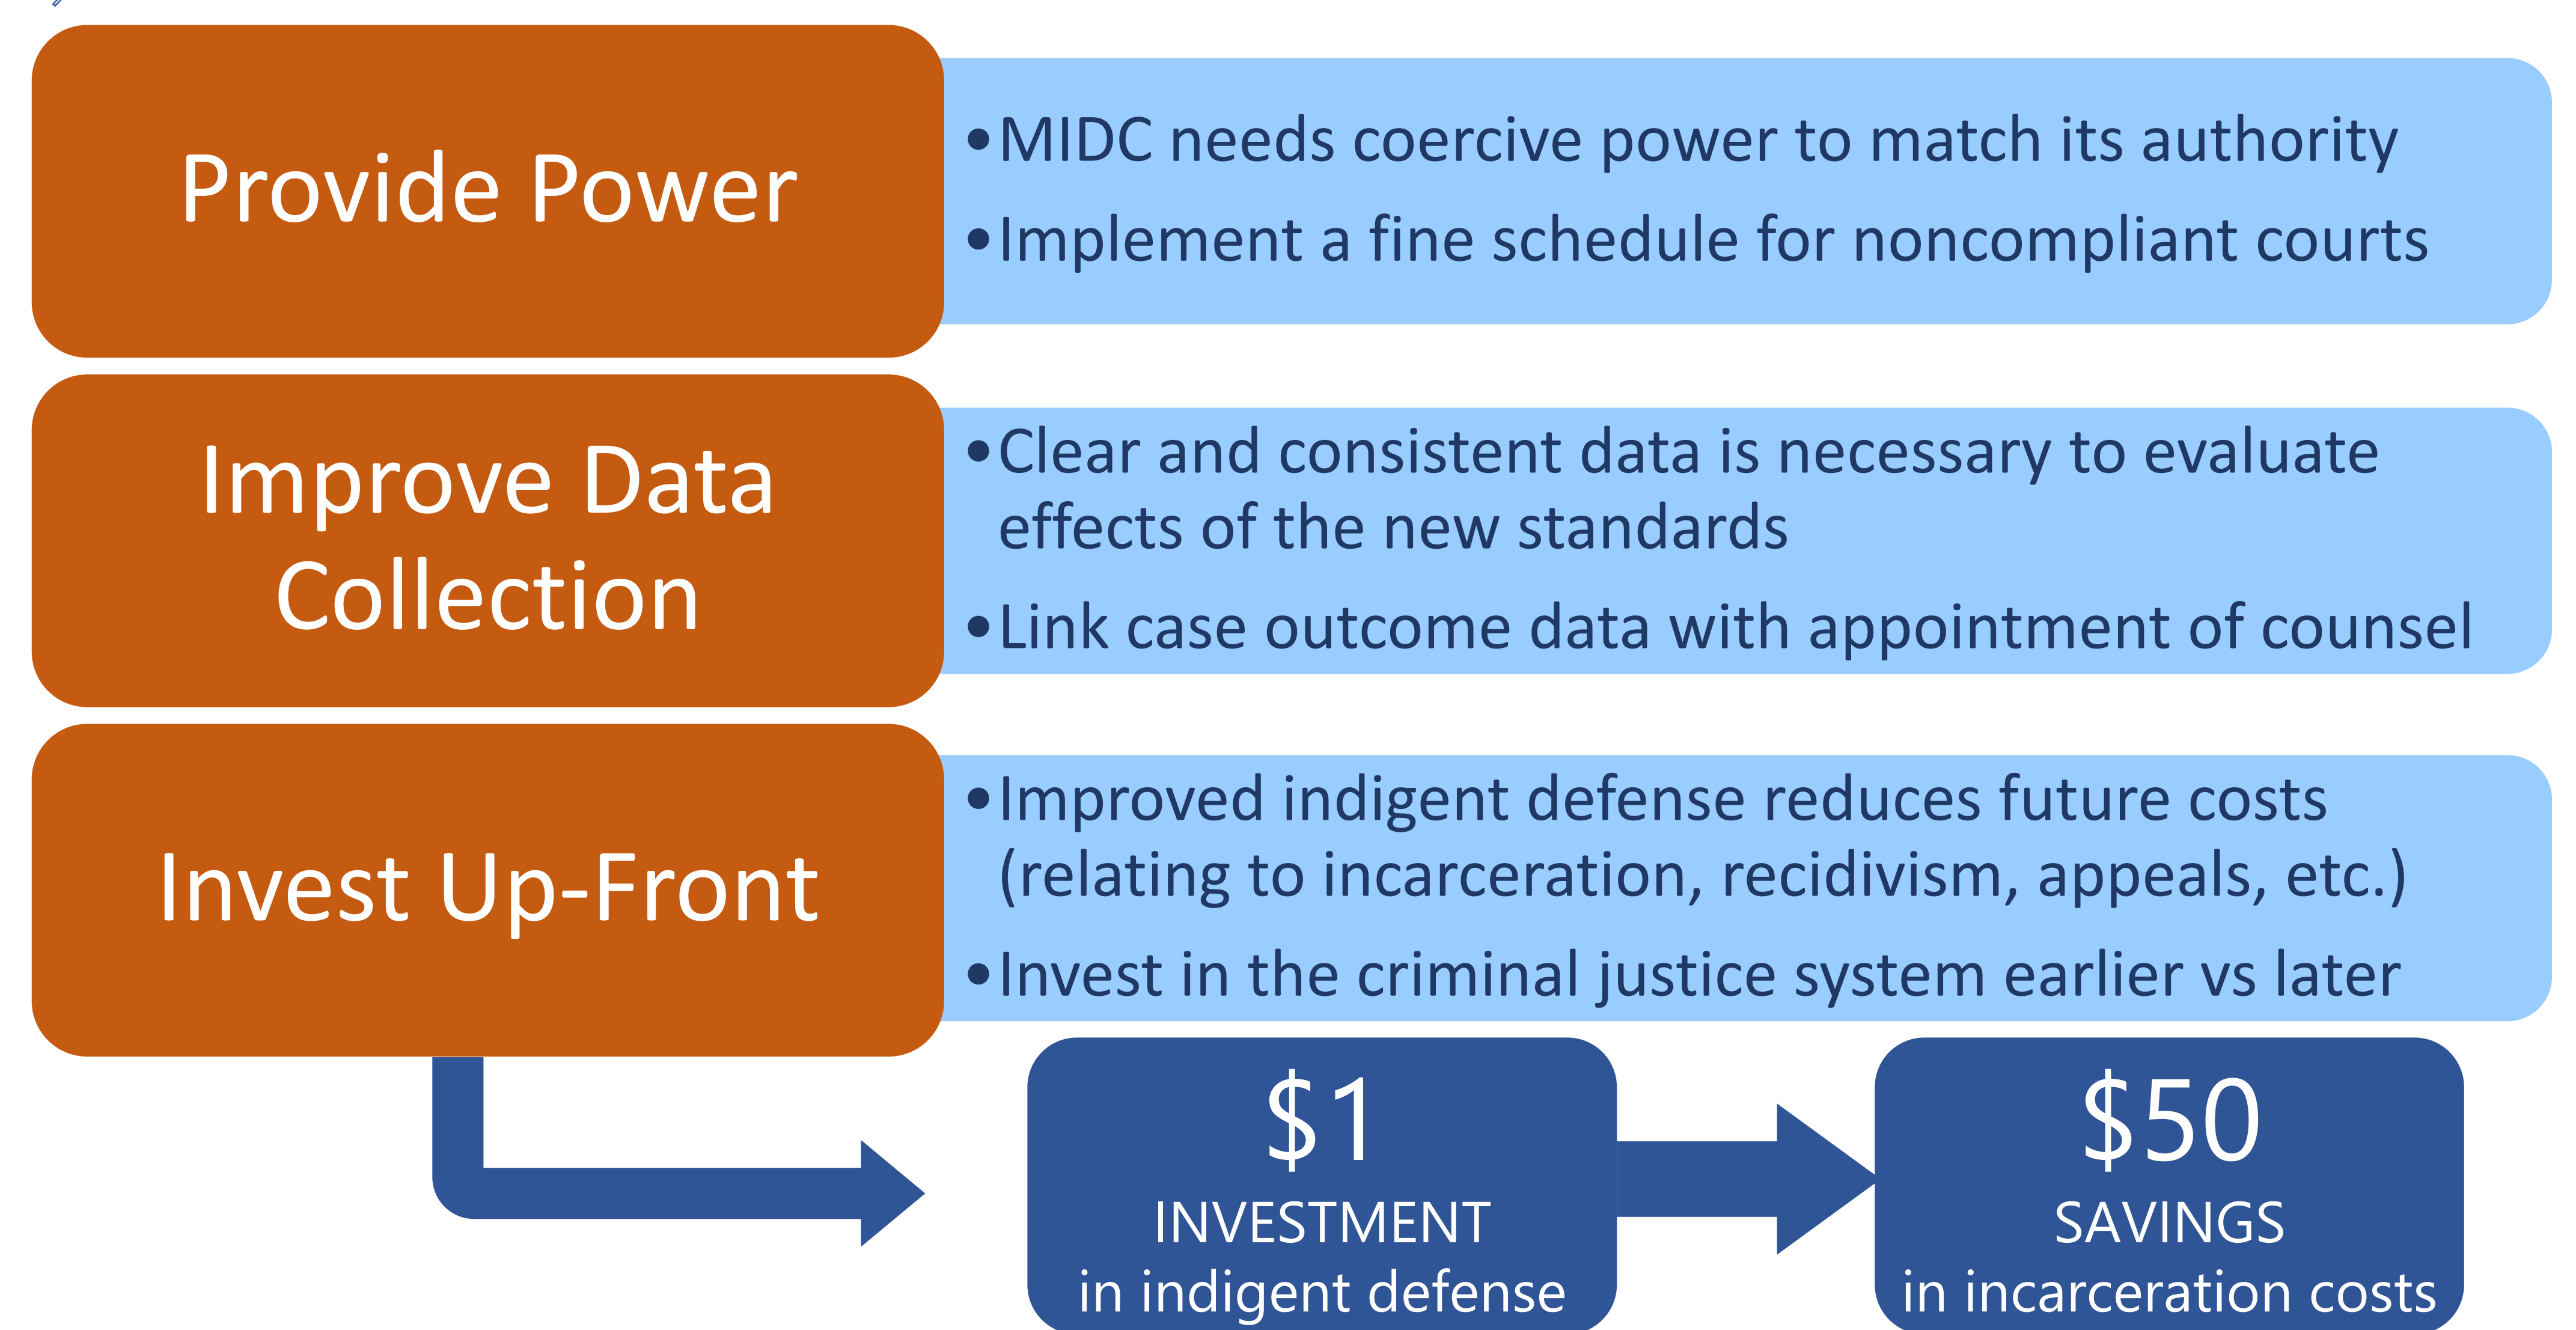 Provide Power
•MIDC needs coercive power to match its authority
•Implement a fine schedule for noncompliant courts
Improve Data
Collection
•Clear and consistent data is necessary to evaluate
effects of the new standards
•Link case outcome data with appointment of counsel
Invest Up-Front
•Improved indigent defense reduces future costs
(relating to incarceration, recidivism, appeals, etc.)
•Invest in the criminal justice system earlier vs later
$1
INVESTMENT
in indigent defense
$50
SAVINGS
in incarceration costs